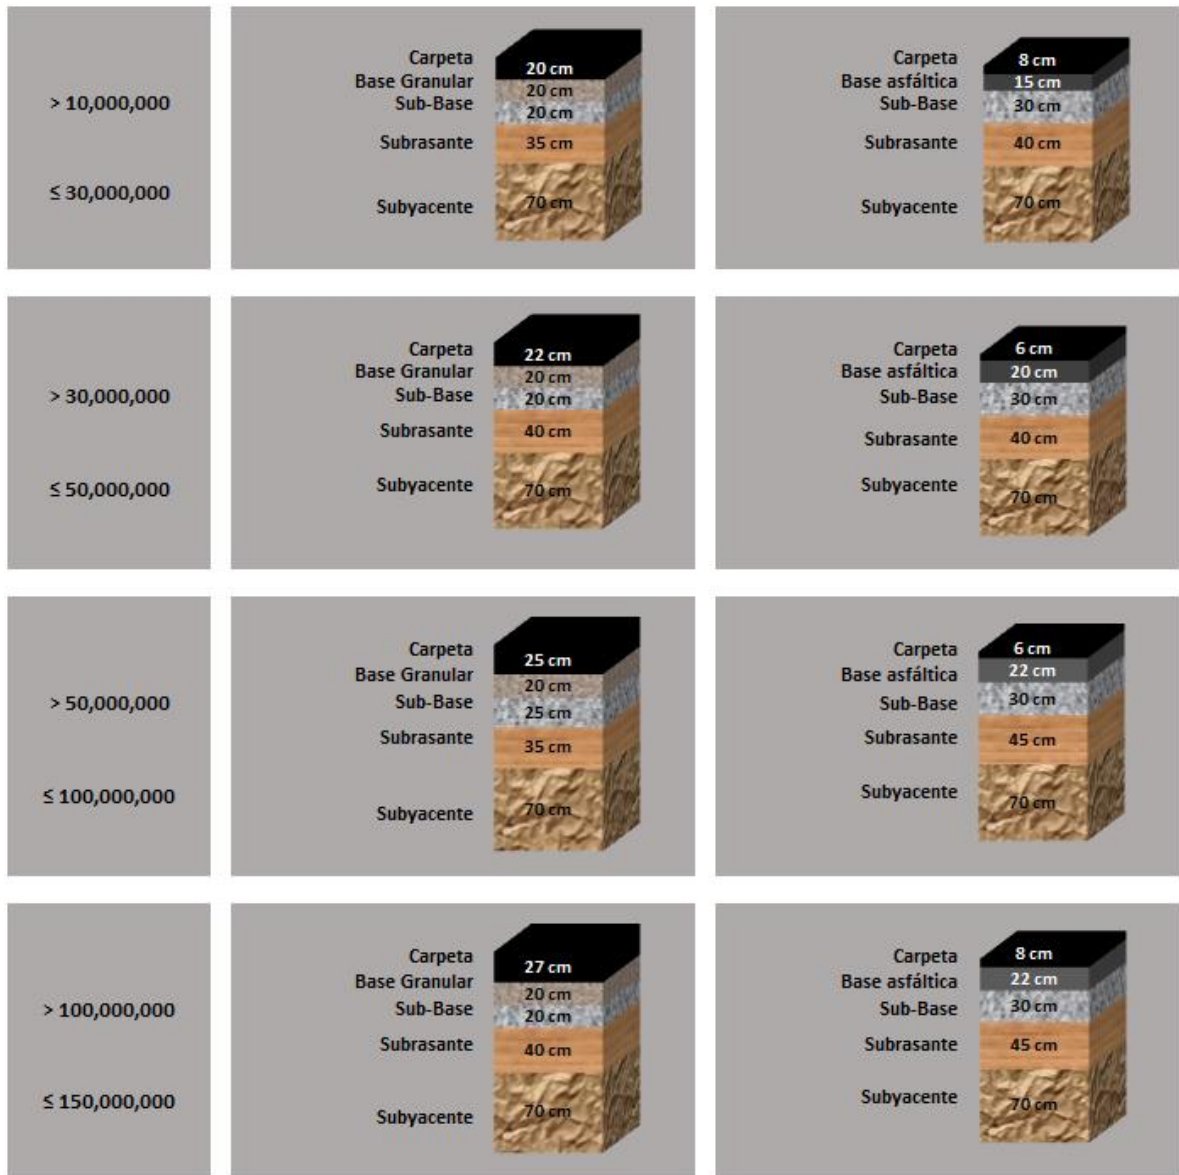 > 10,000,000
≤ 30,000,000
Carpeta 20 cm
Base Granular 20 cm
Sub-Base 20 cm
Subrasante 35 cm
Subyacente 70 cm
Carpeta 8 cm
Base asfáltica 15 cm
Sub-Base 30 cm
Subrasante 40 cm
Subyacente 70 cm
> 30,000,000
≤ 50,000,000
Carpeta 22 cm
Base Granular 20 cm
Sub-Base 20 cm
Subrasante 40 cm
Subyacente 70 cm
Carpeta 6 cm
Base asfáltica 20 cm
Sub-Base 30 cm
Subrasante 40 cm
Subyacente 70 cm
> 50,000,000
≤ 100,000,000
Carpeta 25 cm
Base Granular 20 cm
Sub-Base 25 cm
Subrasante 35 cm
Subyacente 70 cm
Carpeta 6 cm
Base asfáltica 22 cm
Sub-Base 30 cm
Subrasante 45 cm
Subyacente 70 cm
> 100,000,000
≤ 150,000,000
Carpeta 27 cm
Base Granular 20 cm
Sub-Base 20 cm
Subrasante 40 cm
Subyacente 70 cm
Carpeta 8 cm
Base asfáltica 22 cm
Sub-Base 30 cm
Subrasante 45 cm
Subyacente 70 cm